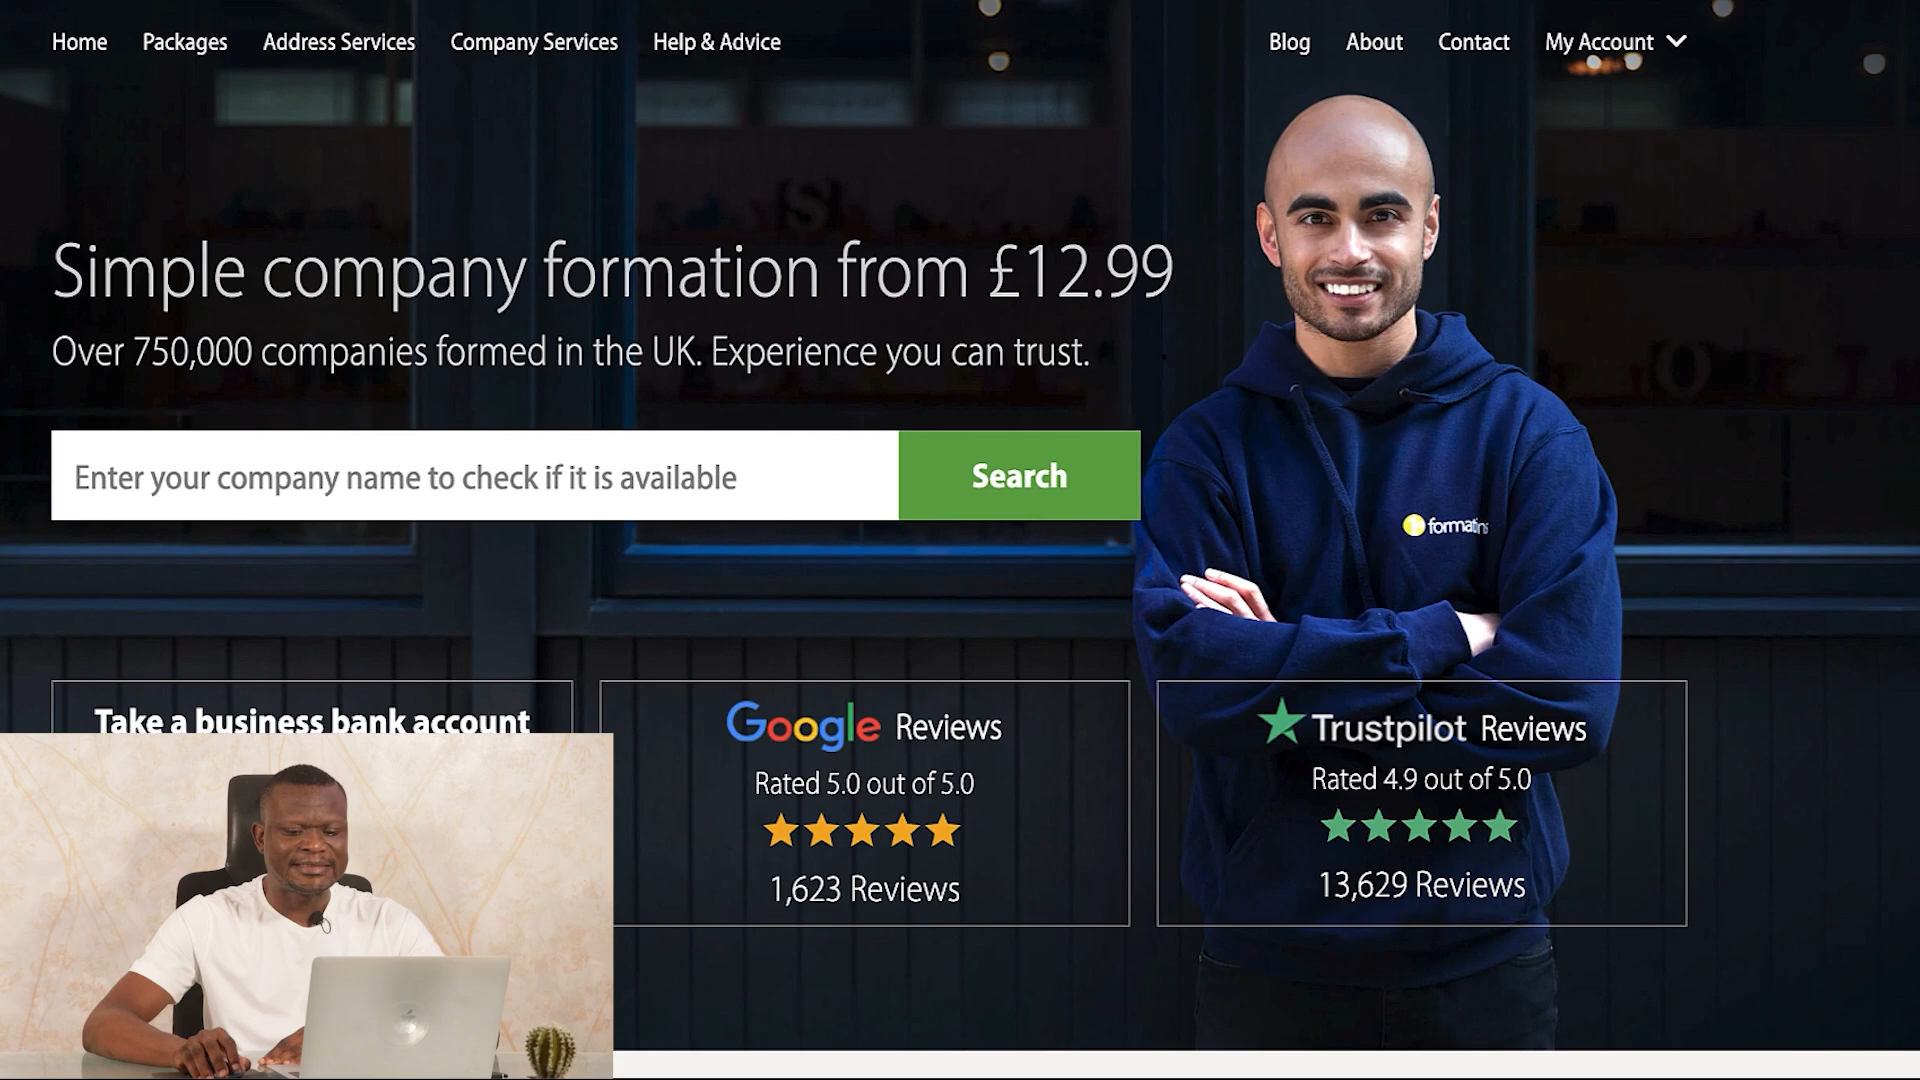 Home Packages Address Services Company Services Help & Advice
Blog About Contact My Account
Simple company formation from £12.99
Over 750,000 companies formed in the UK. Experience you can trust.
Enter your company name to check if it is available
Search
Take a business bank account
Google Reviews
Rated 5.0 out of 5.0
1,623 Reviews
Trustpilot Reviews
Rated 4.9 out of 5.0
13,629 Reviews